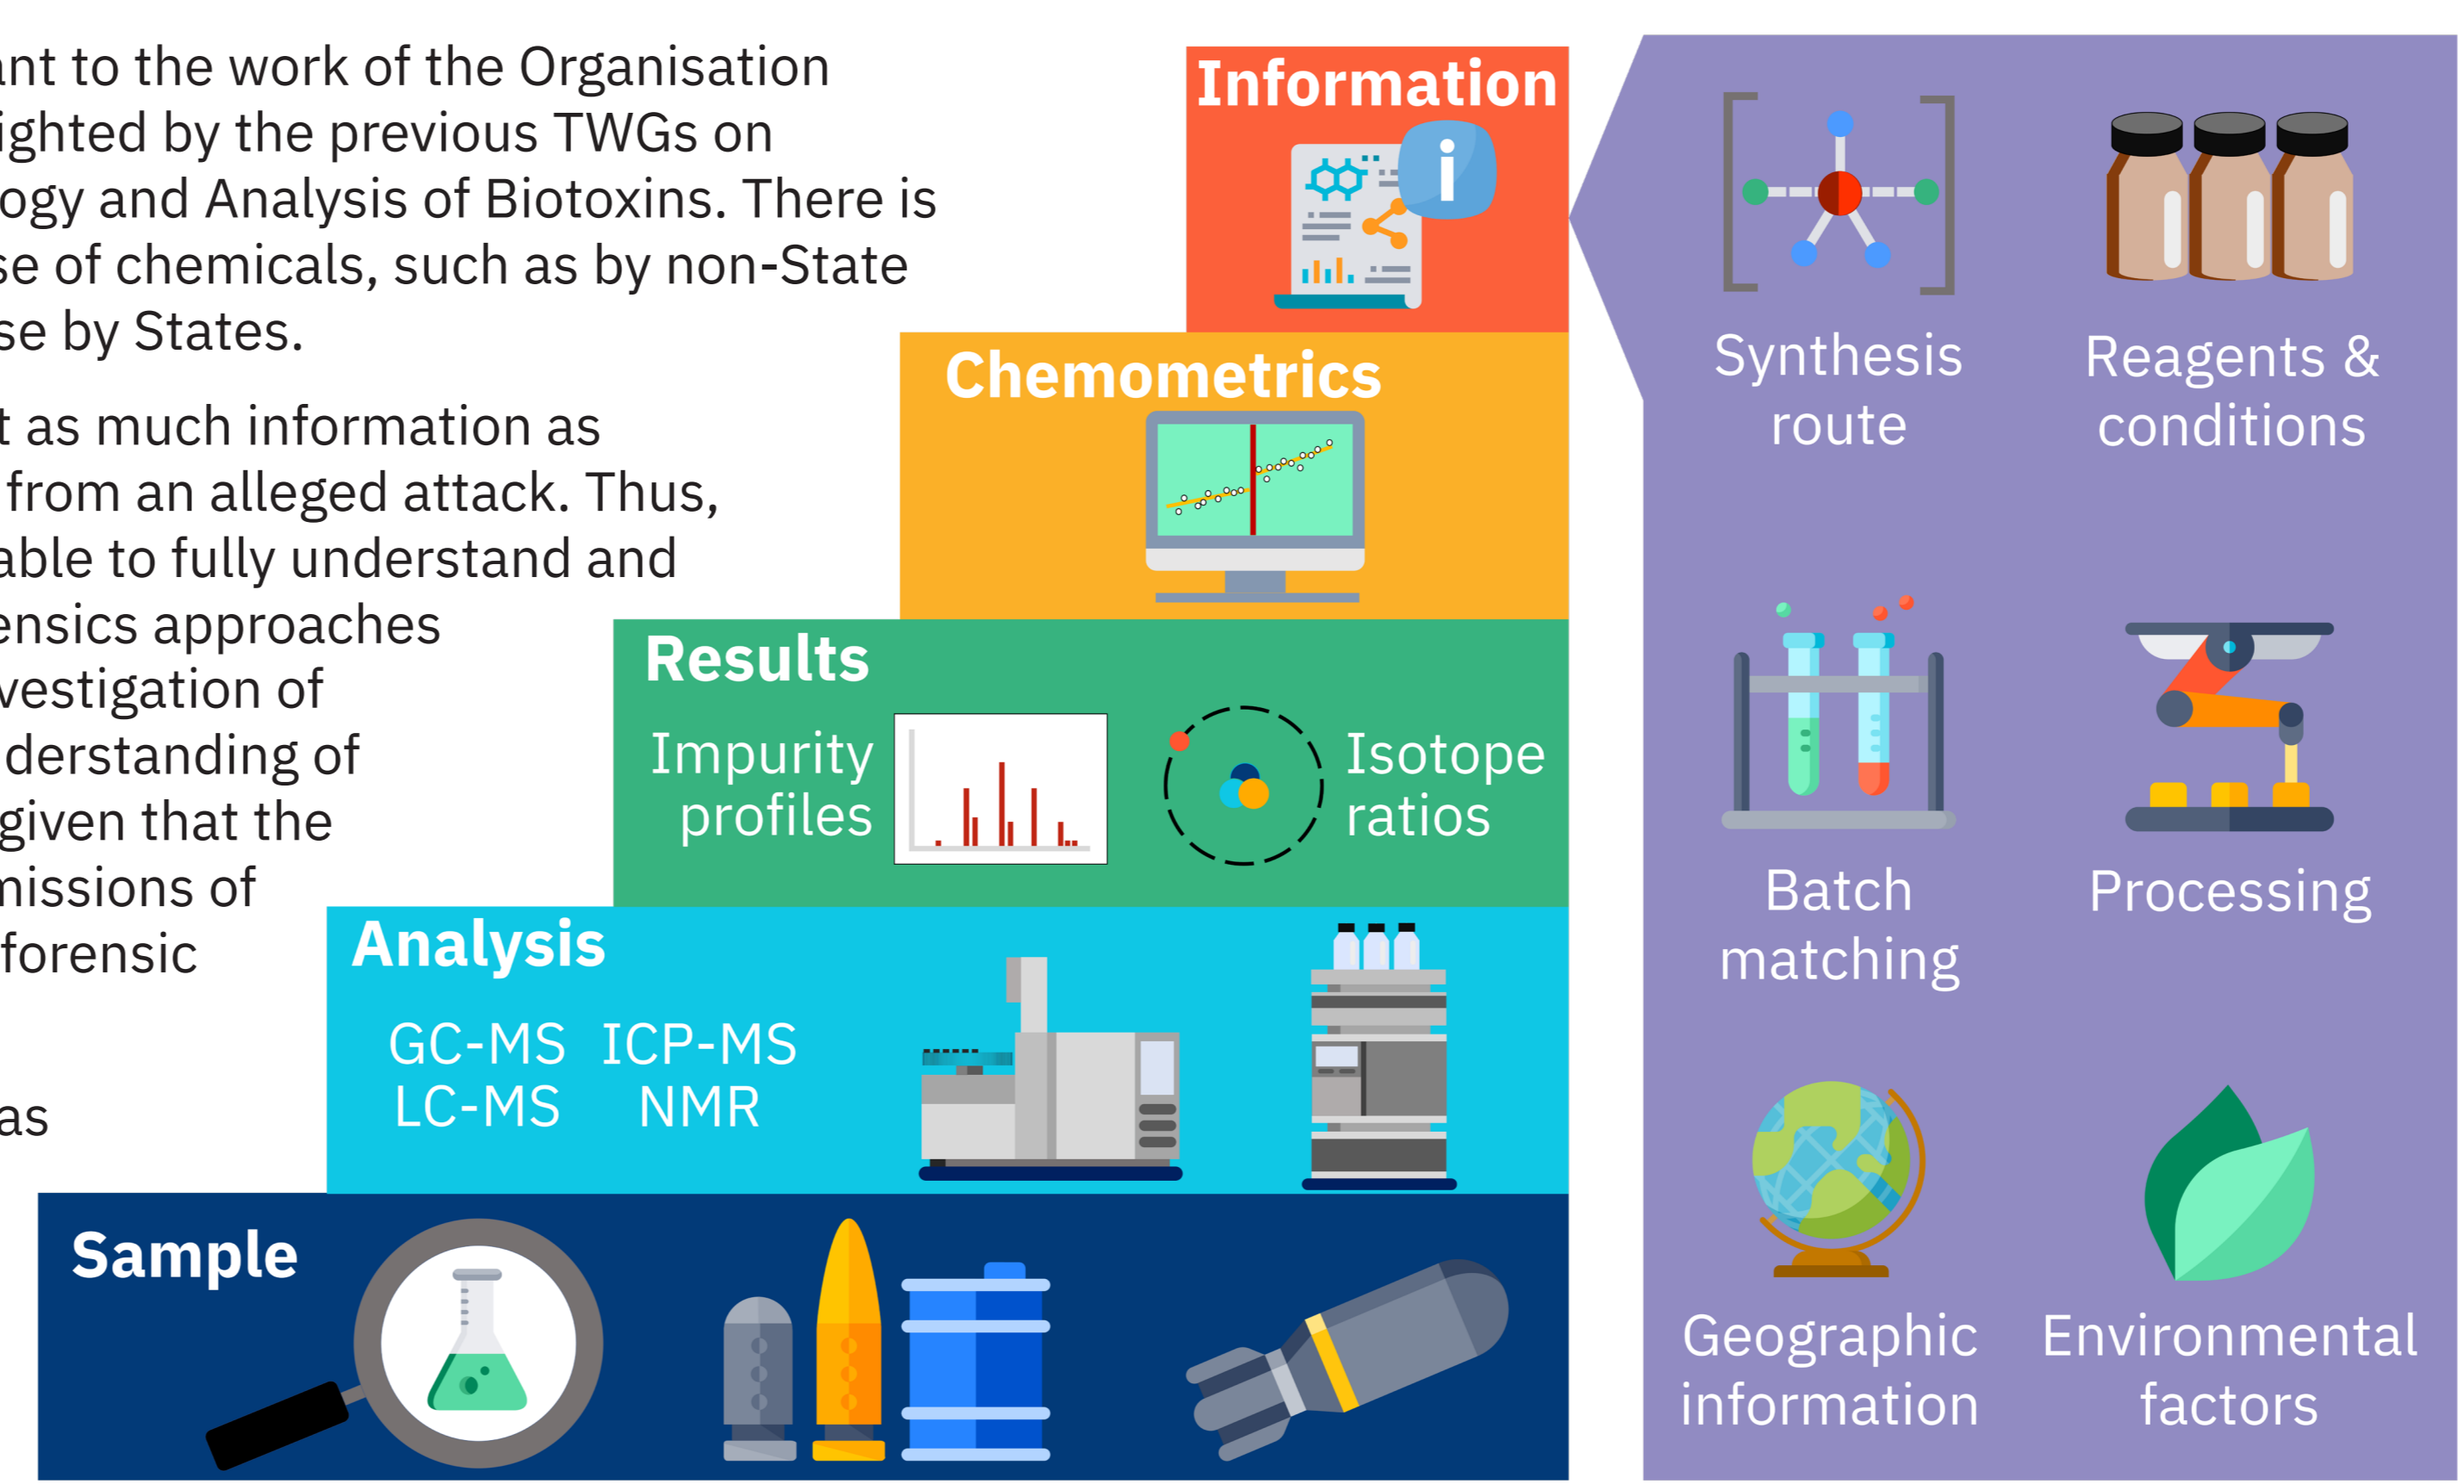 ant to the work of the Organisation
ighted by the previous TWGs on
ogy and Analysis of Biotoxins. There is
se of chemicals, such as by non-State
se by States.
t as much information as
from an alleged attack. Thus,
able to fully understand and
ensics approaches
vestigation of
derstanding of
given that the
missions of
forensic
as
Information
Chemometrics
Results
Impurity
profiles
Isotope
ratios
Analysis
GC-MS ICP-MS
LC-MS NMR
Sample
Synthesis
route
Reagents &
conditions
Batch
matching
Processing
Geographic
information
Environmental
factors